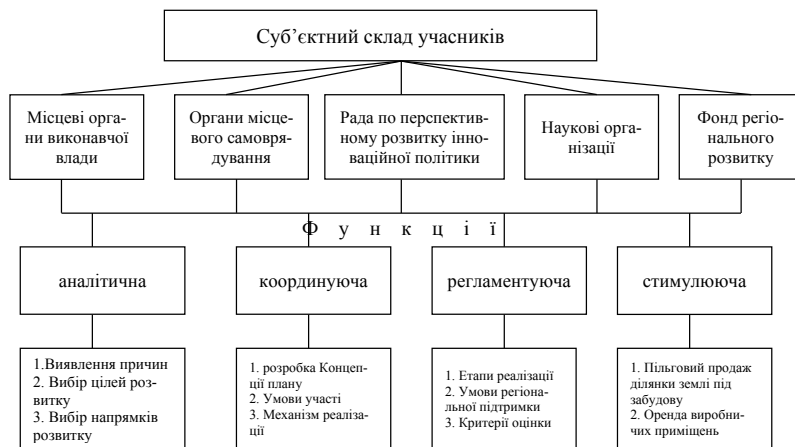 Суб’єктний склад учасників
Місцеві орга-
ни виконавчої
влади
Органи місце-
вого самовря-
дування
Рада по перспектив-
ному розвитку інно-
ваційної політики
Наукові орга-
нізації
Фонд регіо-
нального
розвитку
Ф у н к ц і ї
аналітична
координуюча
регламентуюча
стимулююча
1.Виявлення причин
2. Вибір цілей роз-
витку
3. Вибір напрямків
розвитку
1. розробка Концеп-
ції плану
2. Умови участі
3. Механізм реаліза-
ції
1. Етапи реалізації
2. Умови регіо-
нальної підтримки
3. Критерії оцінки
1. Пільговий продаж
ділянки землі під
забудову
2. Оренда виробни-
чих приміщень